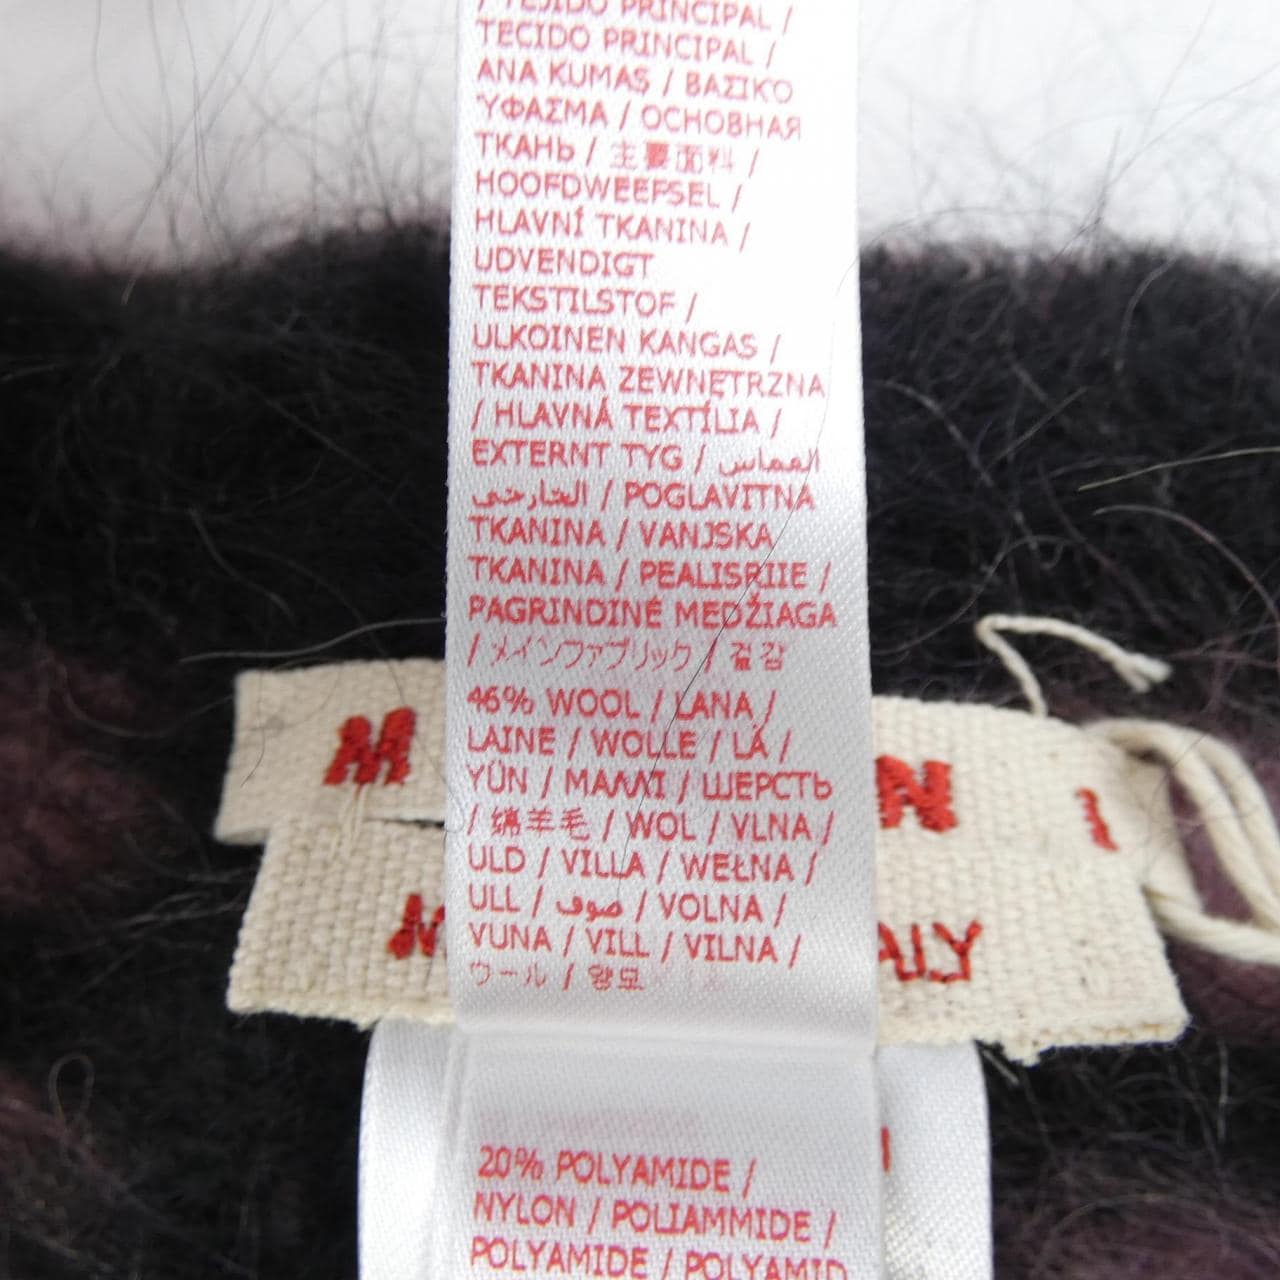 / TEJIDO PRINCIPAL /
TECIDO PRINCIPAL /
ANA KUMAŞ / ΒΑΣΙΚΟ
ΎΦΑΣΜΑ / ОСНОВНАЯ
ТКАНЬ / 主要面料 /
HOOFDWEEFSEL /
HLAVNÍ TKANINA /
UDVENDIGT
TEKSTILSTOF /
ULKOINEN KANGAS /
TKANINA ZEWNĘTRZNA
/ HLAVNÁ TEXTÍLIA /
EXTERNT TYG / القماس
الخارجي / POGLAVITNA
TKANINA / VANJSKA
TKANINA / PEALISRIIE /
PAGRINDINĖ MEDŽIAGA
/ メインファブリック / 겉감
46% WOOL / LANA /
LAINE / WOLLE / LÁ /
YÜN / ΜΑΛΛΙ / ШЕРСТЬ
/ 绵羊毛 / WOL / VLNA /
ULD / VILLA / WEŁNA /
ULL / صوف / VOLNA /
VUNA / VILL / VILNA /
ウール / 양모
M N I
M ALY
20% POLYAMIDE /
NYLON / POLIAMMIDE /
POLYAMIDE / POLYAMID